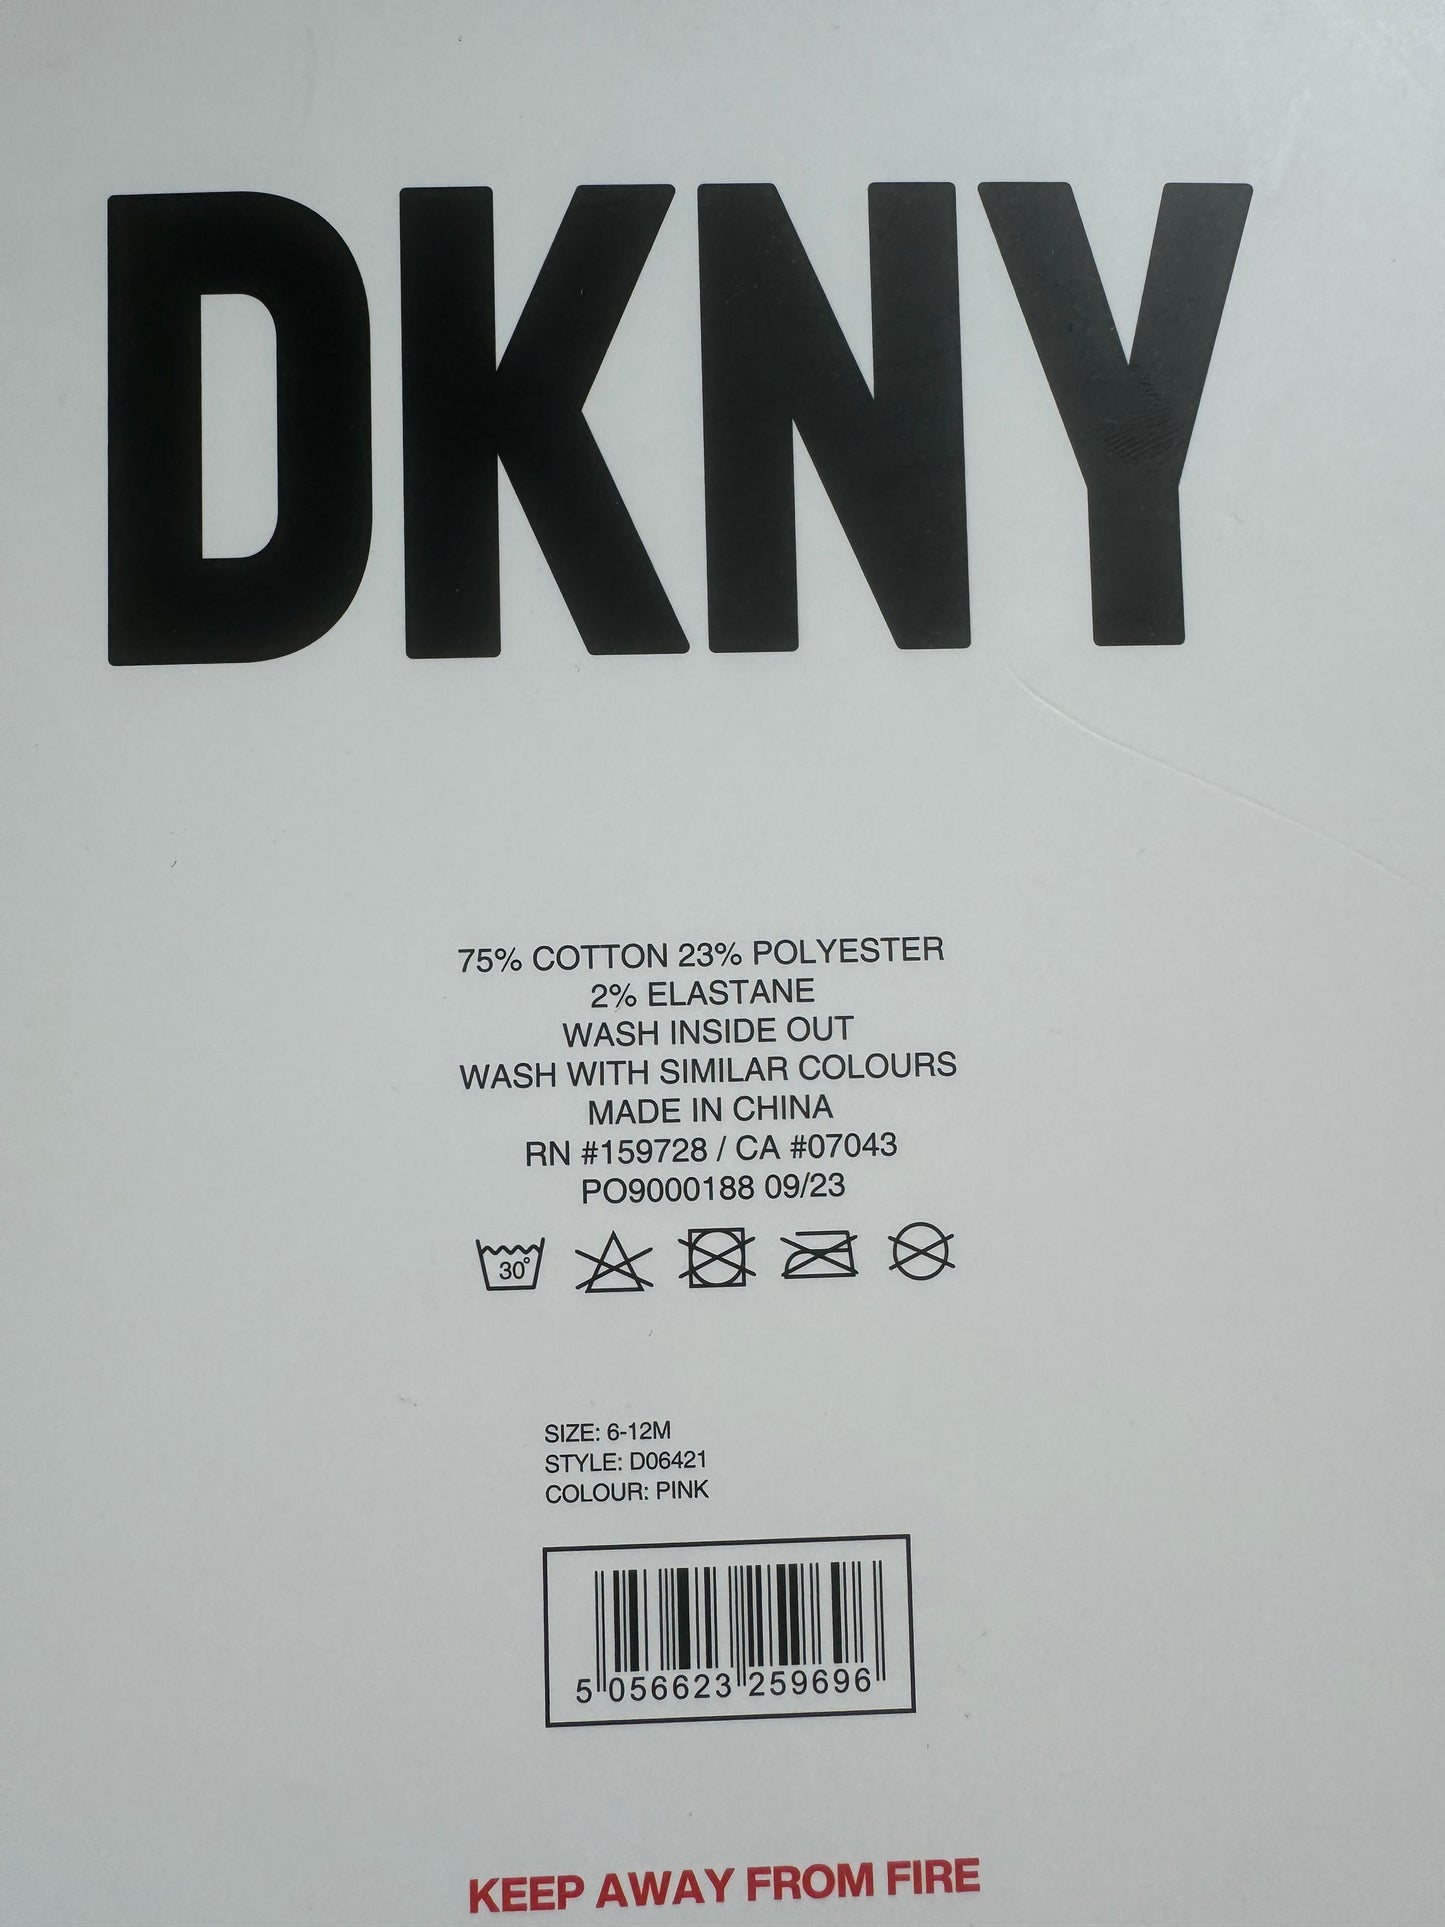 DKNY
75% COTTON 23% POLYESTER
2% ELASTANE
WASH INSIDE OUT
WASH WITH SIMILAR COLOURS
MADE IN CHINA
RN #159728 / CA #07043
PO9000188 09/23
30°
SIZE: 6-12M
STYLE: D06421
COLOUR: PINK
5 056623 259696
KEEP AWAY FROM FIRE